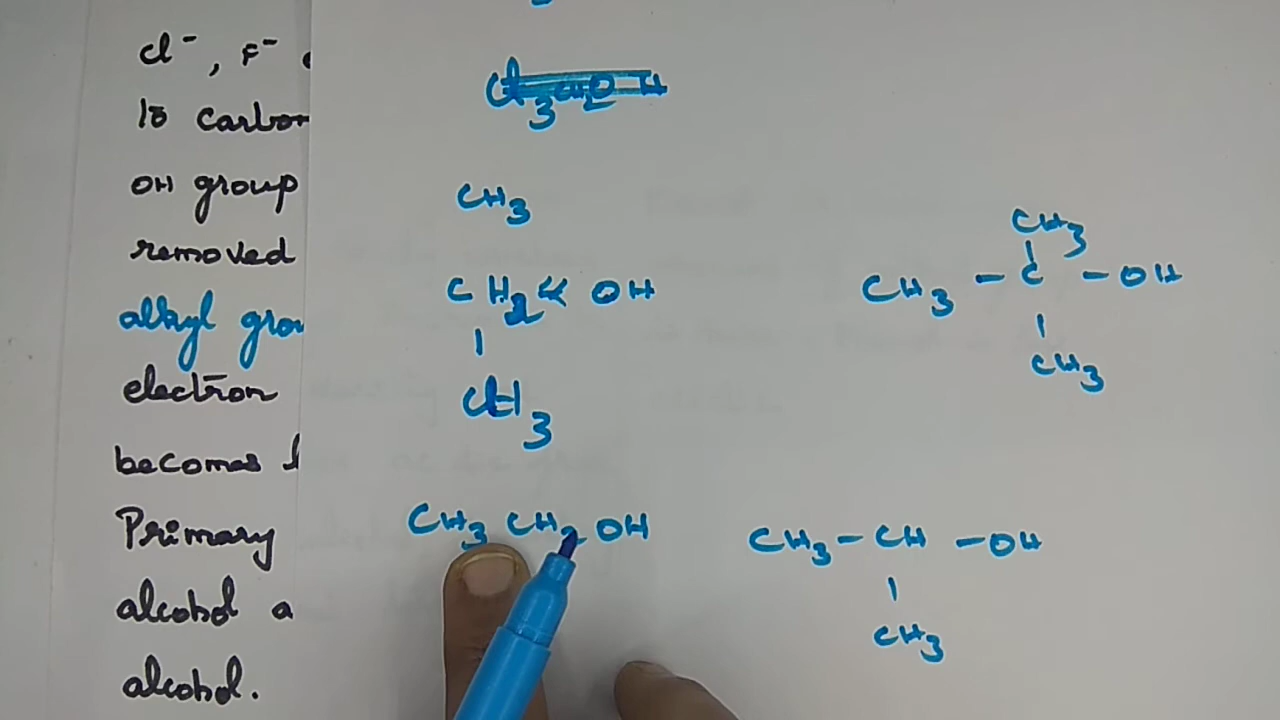 Cl⁻, F⁻
1° carbon
OH group
removed
alkyl grou
electron
becomes
Primary
alcohol a
alcohol.
CH3
CH2 < OH
|
CH3
CH3 CH2 OH
CH3
|
CH3 - C - OH
|
CH3
CH3 - CH - OH
|
CH3